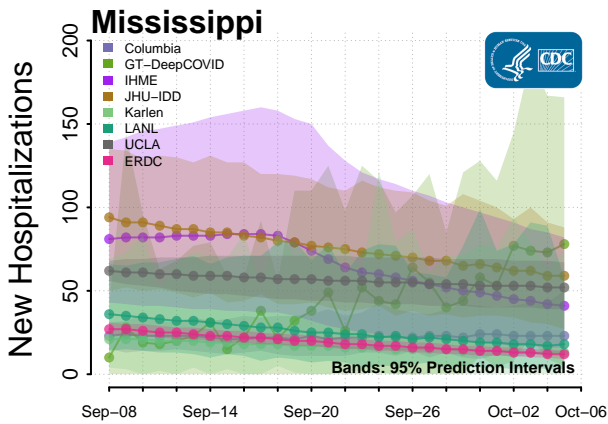 Mississippi
Columbia
GT−DeepCOVID
IHME
JHU−IDD
Karlen
LANL
UCLA
ERDC
CDC
New Hospitalizations
200
150
100
50
0
Bands: 95% Prediction Intervals
Sep−08 Sep−14 Sep−20 Sep−26 Oct−02 Oct−06